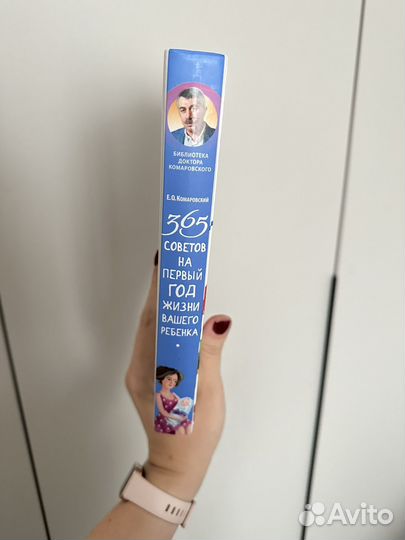 БИБЛИОТЕКА
ДОКТОРА
КОМАРОВСКОГО
Е.О.КОМАРОВСКИЙ
365
СОВЕТОВ
НА
ПЕРВЫЙ
ГОД
ЖИЗНИ
ВАШЕГО
РЕБЕНКА
Avito